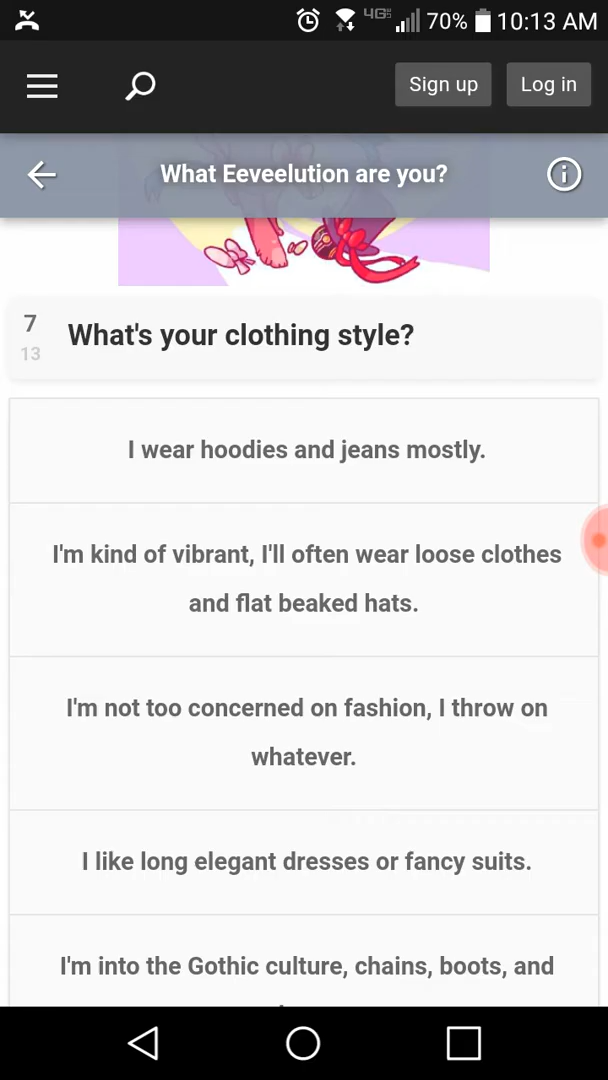 4G 70% 10:13 AM
Sign up Log in
What Eeveelution are you?
7
13
What's your clothing style?
I wear hoodies and jeans mostly.
I'm kind of vibrant, I'll often wear loose clothes
and flat beaked hats.
I'm not too concerned on fashion, I throw on
whatever.
I like long elegant dresses or fancy suits.
I'm into the Gothic culture, chains, boots, and